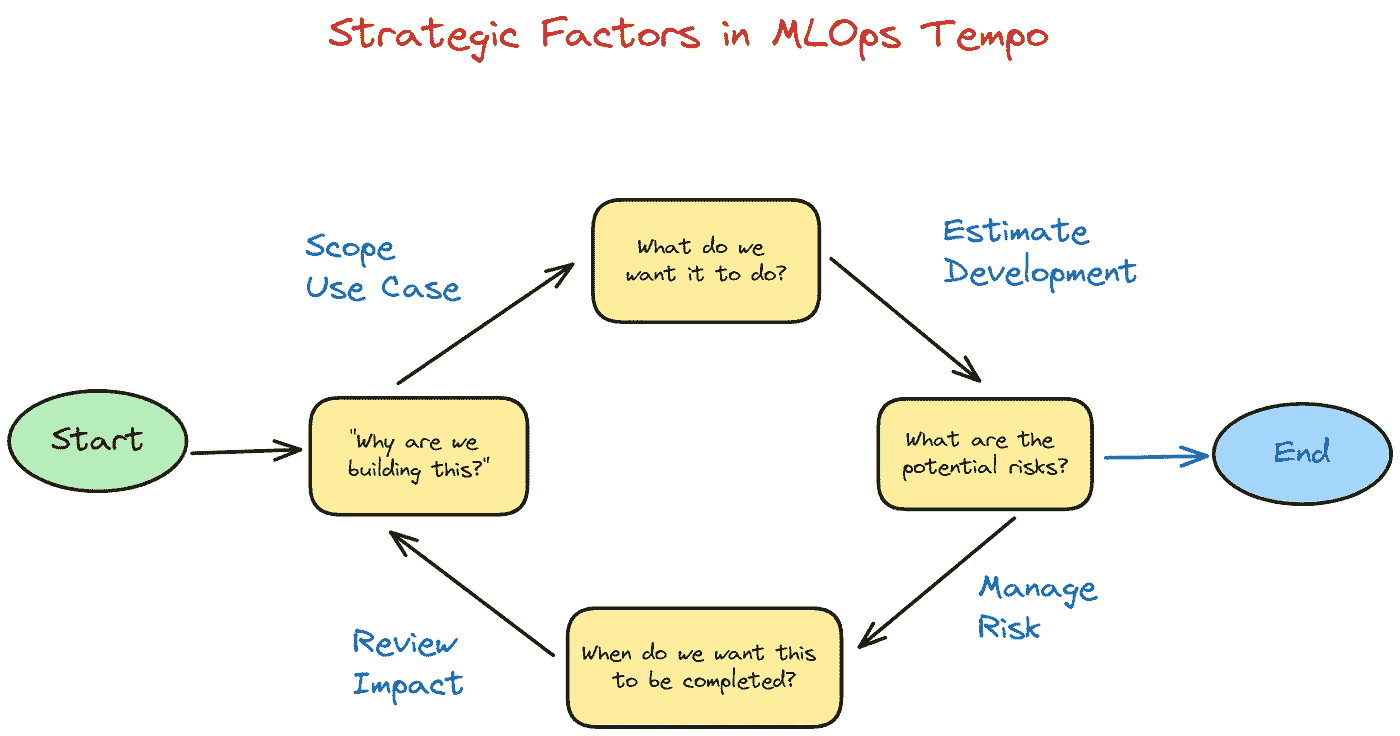 Strategic Factors in MLOps Tempo
Scope
Use Case
What do we
want it to do?
Estimate
Development
Start
"Why are we
building this?"
What are the
potential risks?
End
Manage
Risk
When do we want this
to be completed?
Review
Impact